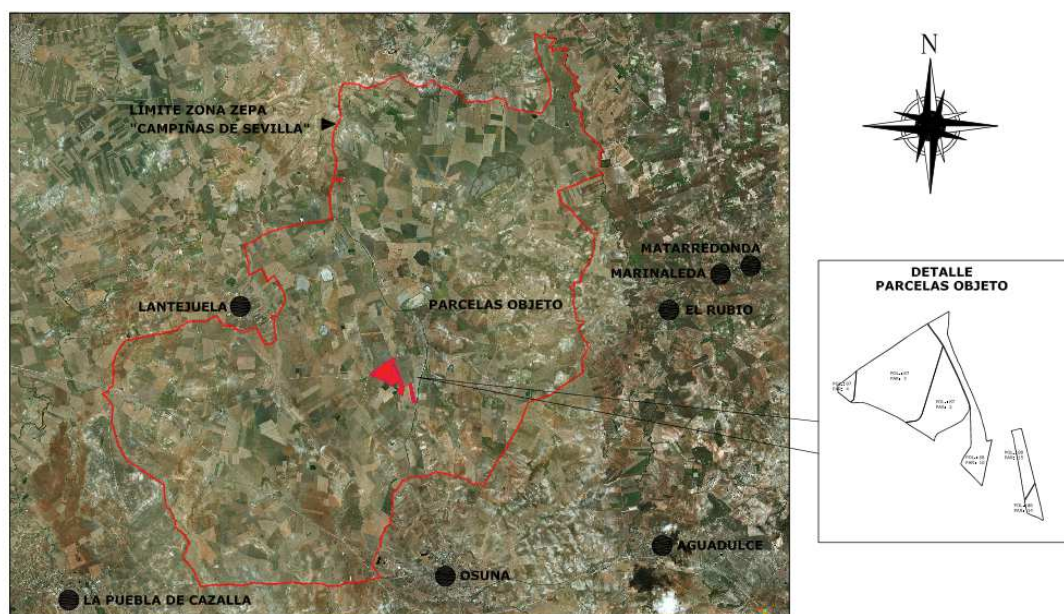 N
LÍMITE ZONA ZEPA
"CAMPIÑAS DE SEVILLA"
MATARREDONDA
MARINALEDA
EL RUBIO
LANTEJUELA
PARCELAS OBJETO
AGUADULCE
OSUNA
LA PUEBLA DE CAZALLA
DETALLE
PARCELAS OBJETO